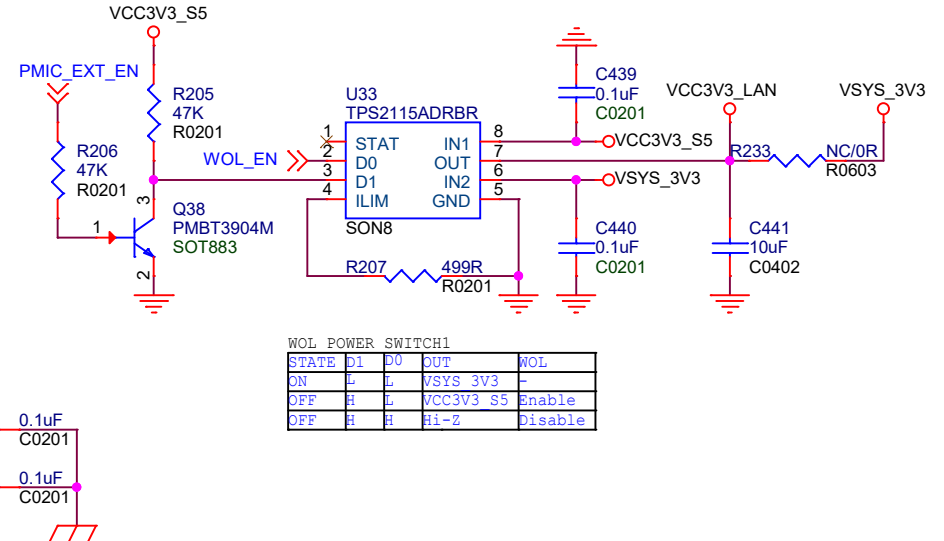 VCC3V3_S5
PMIC_EXT_EN
R205
47K
R0201
R206
47K
R0201
WOL_EN
3
Q38
PMBT3904M
SOT883
1
2
U33
TPS2115ADRBR
1 STAT IN1 8
2 D0 OUT 7
3 D1 IN2 6
4 ILIM GND 5
SON8
R207 499R
R0201
C439
0.1uF
C0201
VCC3V3_S5
VSYS_3V3
C440
0.1uF
C0201
VCC3V3_LAN
VSYS_3V3
R233 NC/0R
R0603
C441
10uF
C0402
WOL POWER SWITCH1
STATE D1 D0 OUT WOL
ON L L VSYS_3V3 -
OFF H L VCC3V3_S5 Enable
OFF H H Hi-Z Disable
0.1uF
C0201
0.1uF
C0201